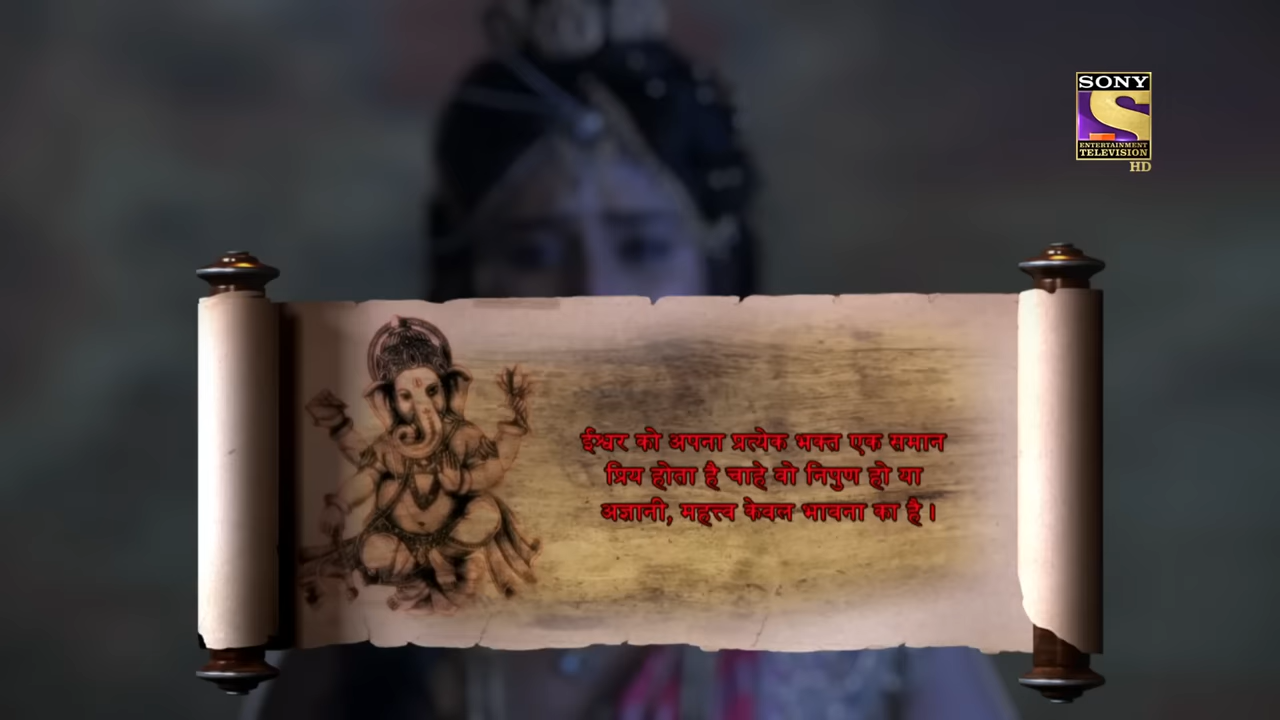 SONY
ENTERTAINMENT
TELEVISION
HD
ईश्वर को अपना प्रत्येक भक्त एक समान
प्रिय होता है चाहे वो निपुण हो या
अज्ञानी, महत्त्व केवल भावना का है।